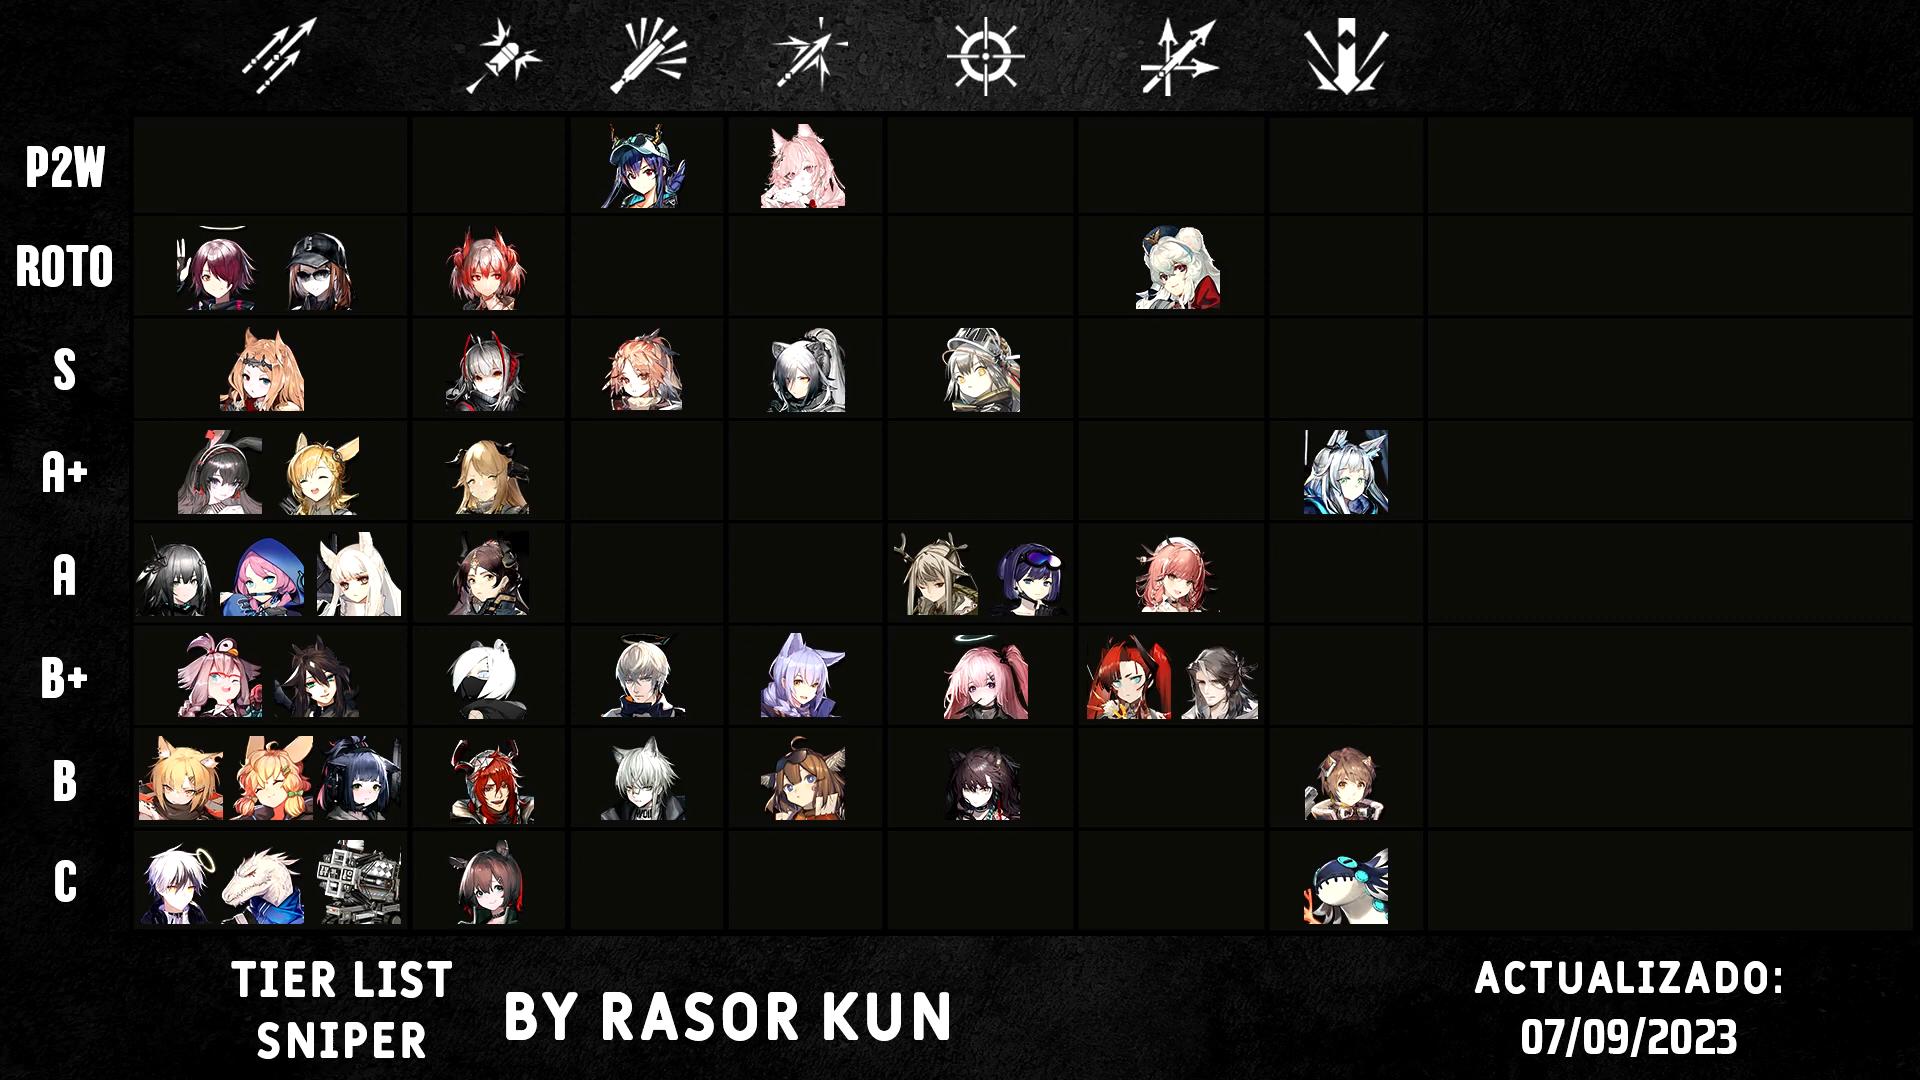 P2W
ROTO
S
A+
A
B+
B
C
TIER LIST
SNIPER
BY RASOR KUN
ACTUALIZADO:
07/09/2023